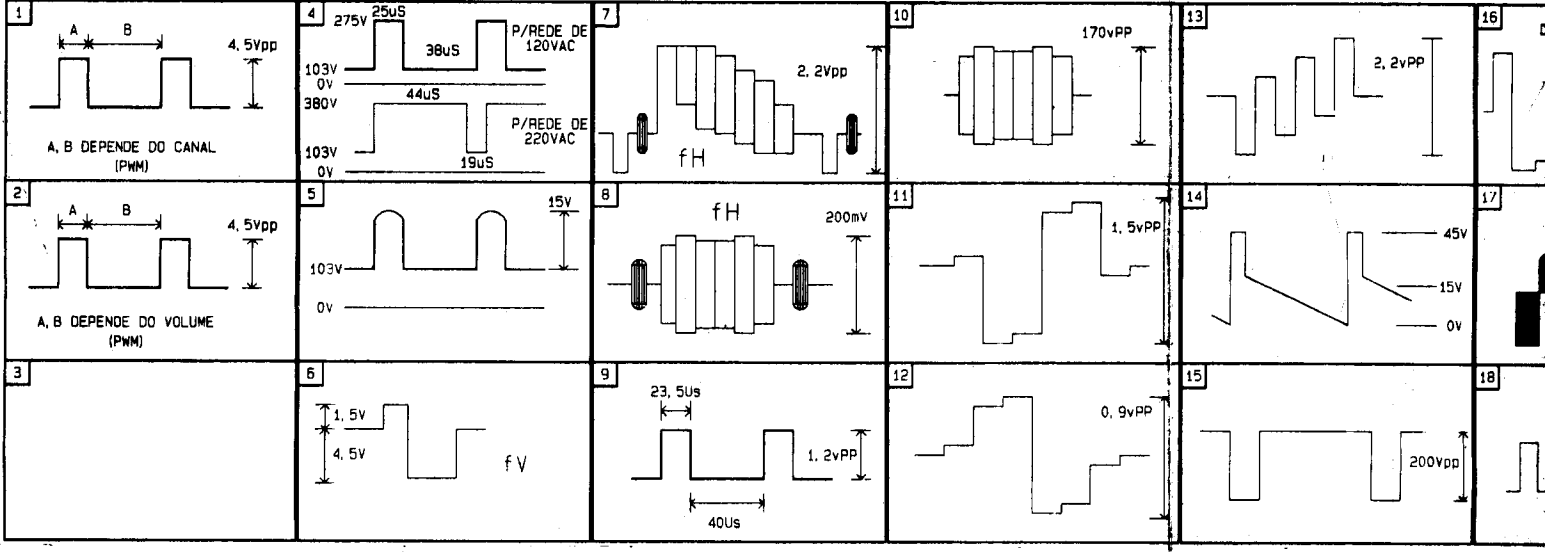 1
A B
4,5Vpp
A, B DEPENDE DO CANAL
(PWM)
2
A B
4,5Vpp
A, B DEPENDE DO VOLUME
(PWM)
3
4
25uS
275V
P/REDE DE
120VAC
38uS
103V
0V
44uS
380V
P/REDE DE
220VAC
103V
19uS
0V
5
15V
103V
0V
6
1,5V
4,5V
fV
7
2,2Vpp
fH
8
fH
200mV
9
23,5Us
1,2vPP
40Us
10
170vPP
11
1,5vPP
12
0,9vPP
13
2,2vPP
14
45V
15V
0V
15
200Vpp
16
17
18